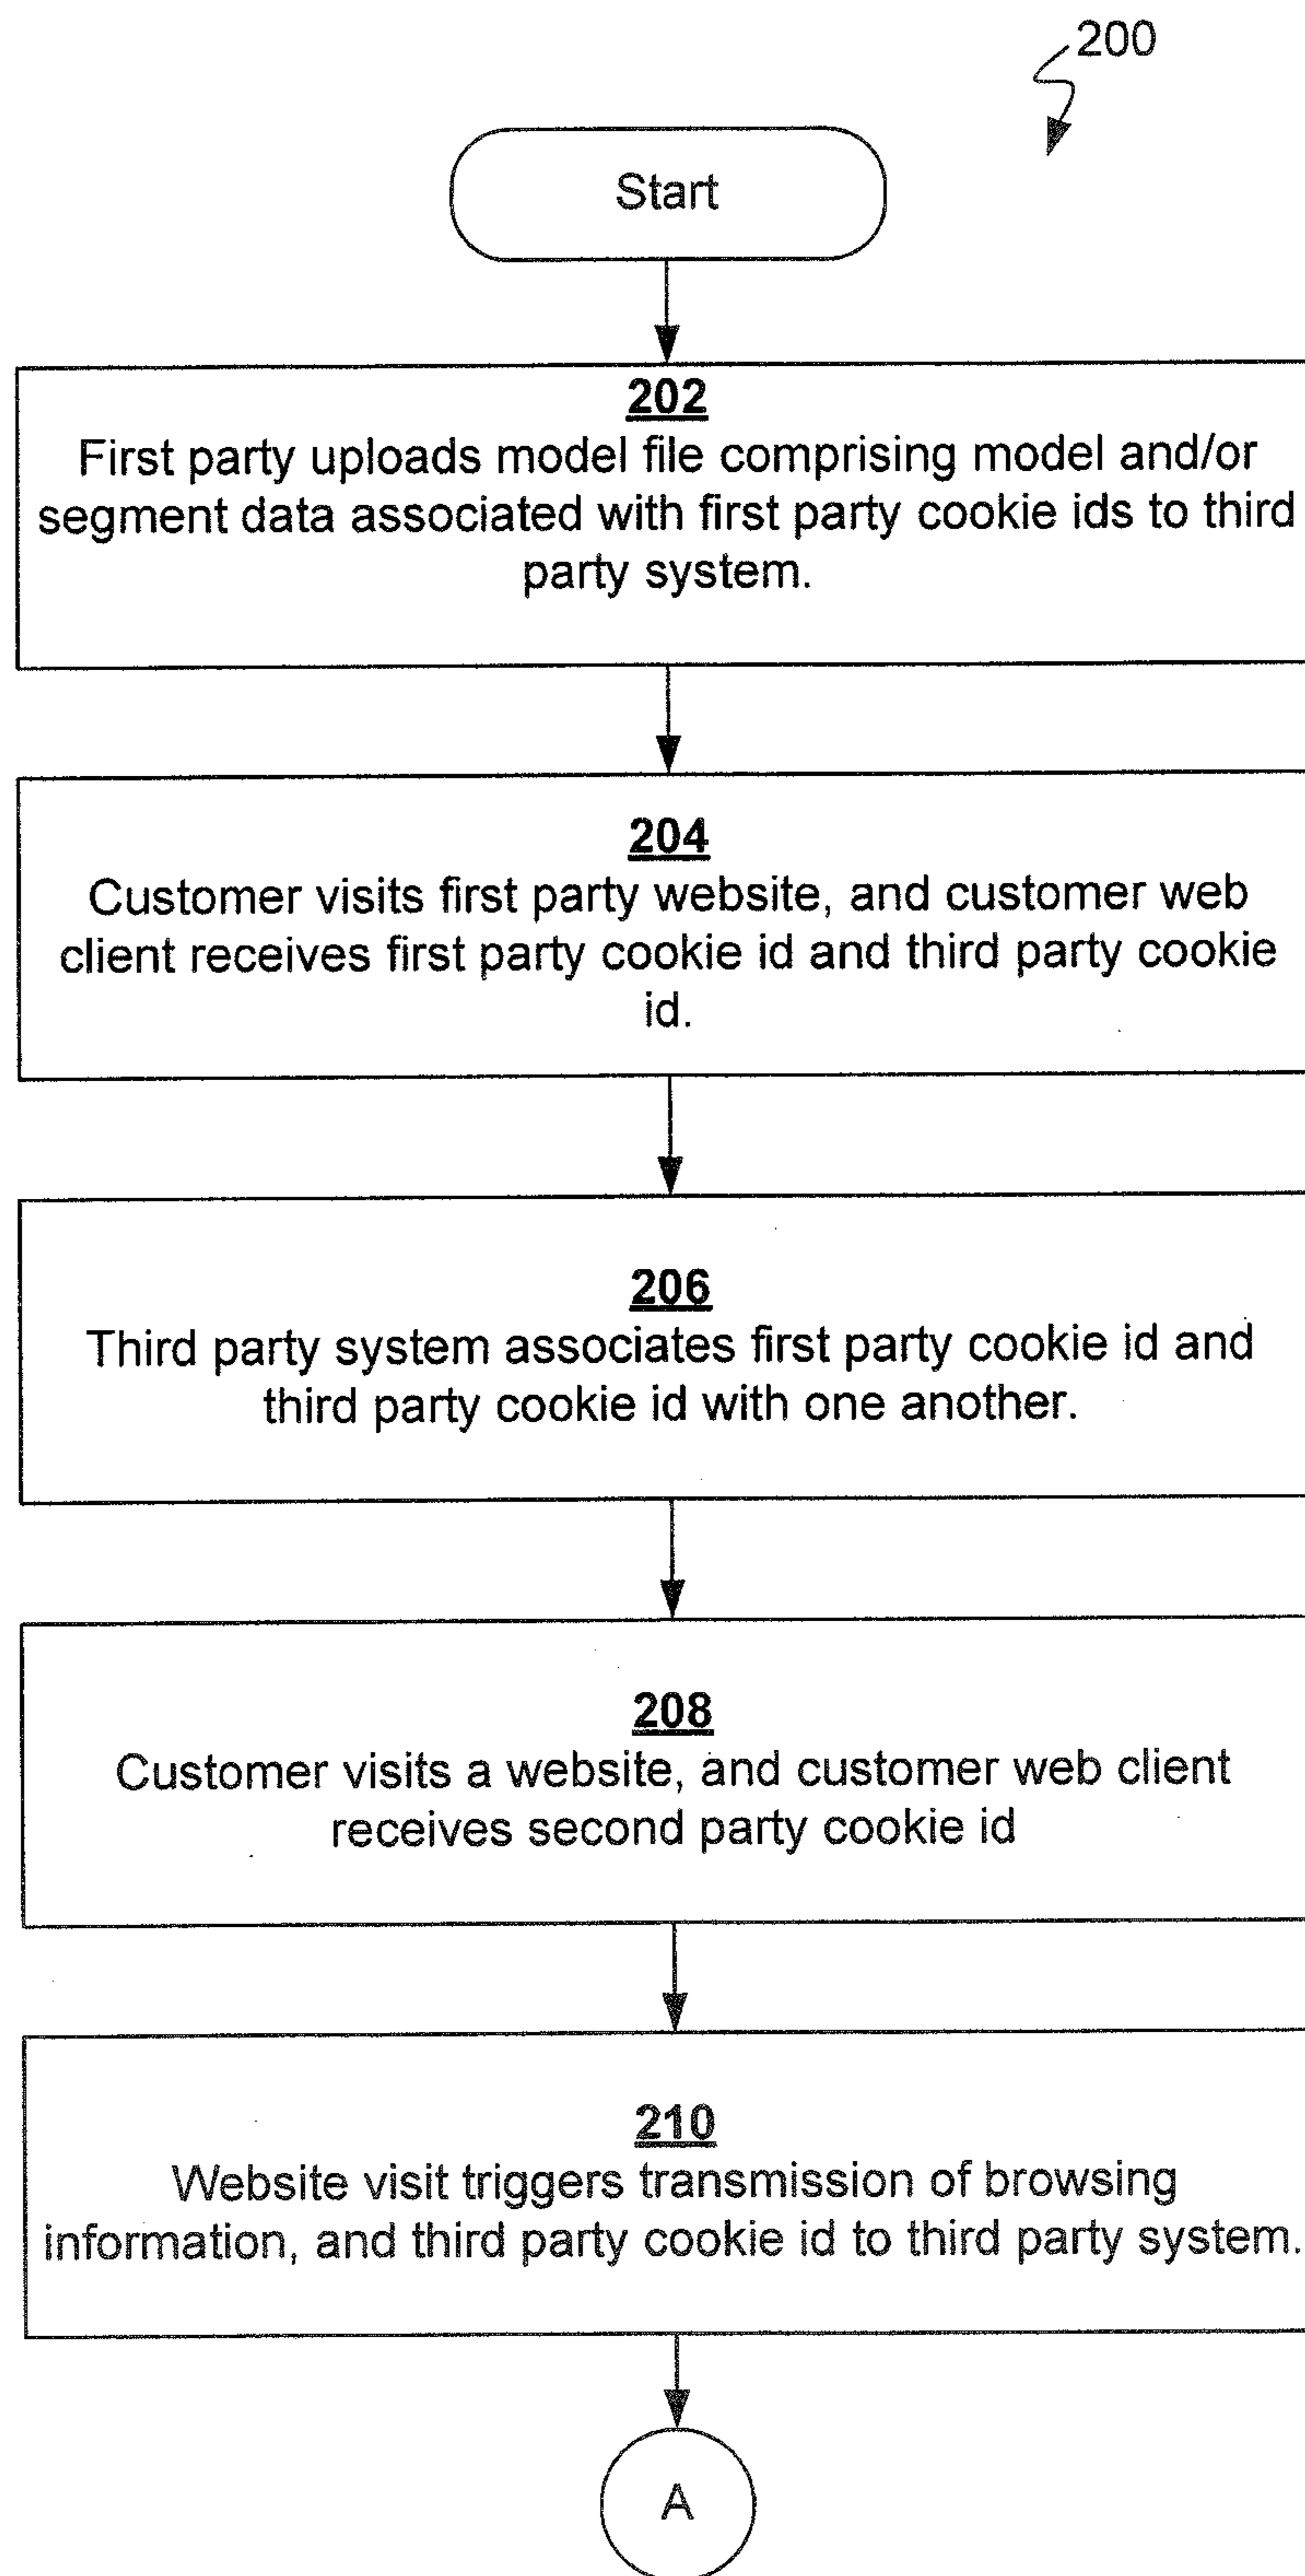 200
Start
202
First party uploads model file comprising model and/or
segment data associated with first party cookie ids to third
party system.
204
Customer visits first party website, and customer web
client receives first party cookie id and third party cookie
id.
206
Third party system associates first party cookie id and
third party cookie id with one another.
208
Customer visits a website, and customer web client
receives second party cookie id
210
Website visit triggers transmission of browsing
information, and third party cookie id to third party system.
A